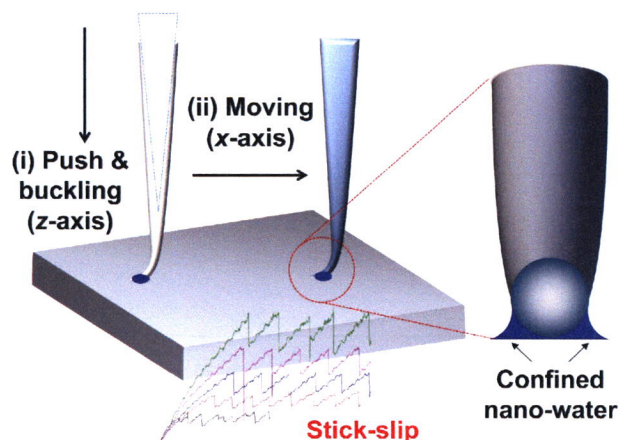 (i) Push &
buckling
(z-axis)
(ii) Moving
(x-axis)
Stick-slip
Confined
nano-water